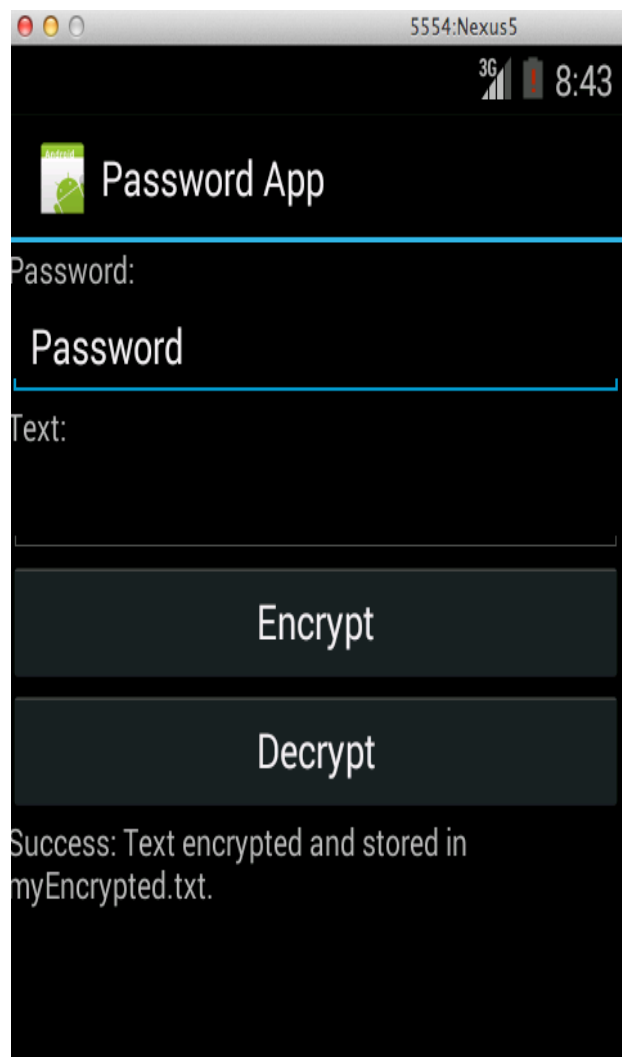 5554:Nexus5
3G 8:43
Android
Password App
Password:
Password
Text:
Encrypt
Decrypt
Success: Text encrypted and stored in
myEncrypted.txt.